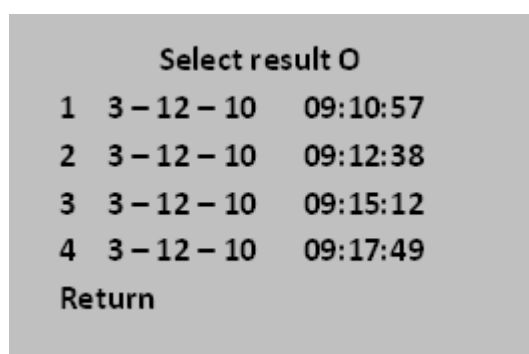 Select result O
1 3 – 12 – 10 09:10:57
2 3 – 12 – 10 09:12:38
3 3 – 12 – 10 09:15:12
4 3 – 12 – 10 09:17:49
Return